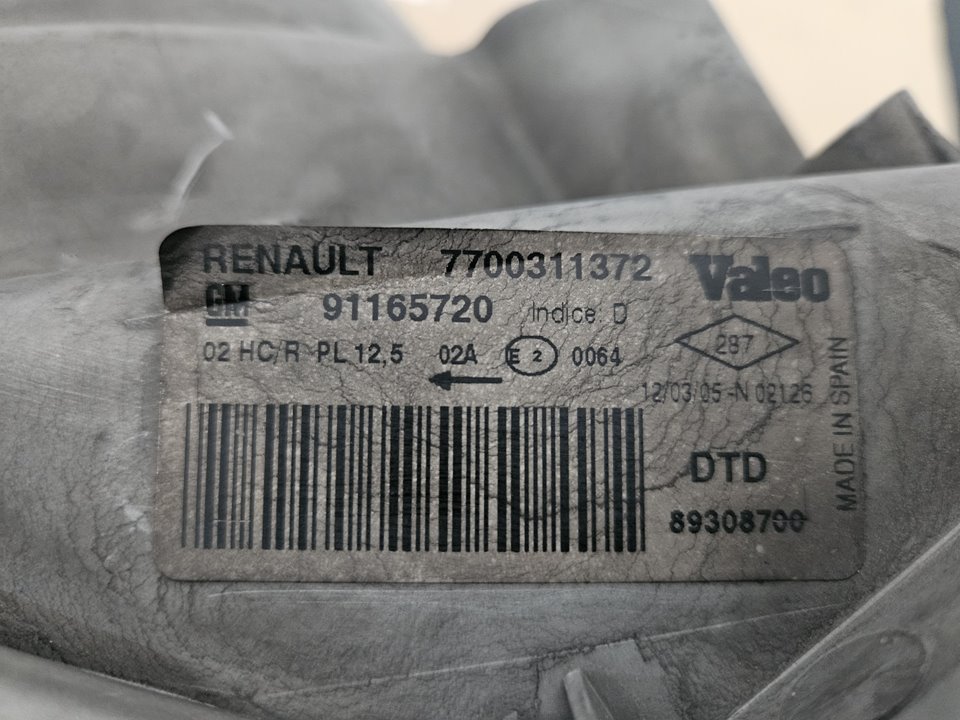 RENAULT 7700311372 Valeo
GM 91165720 Indice: D
02 HC/R PL 12,5 02A E 2 0064 287
12/03/05 -N 02126
DTD
89308700
MADE IN SPAIN